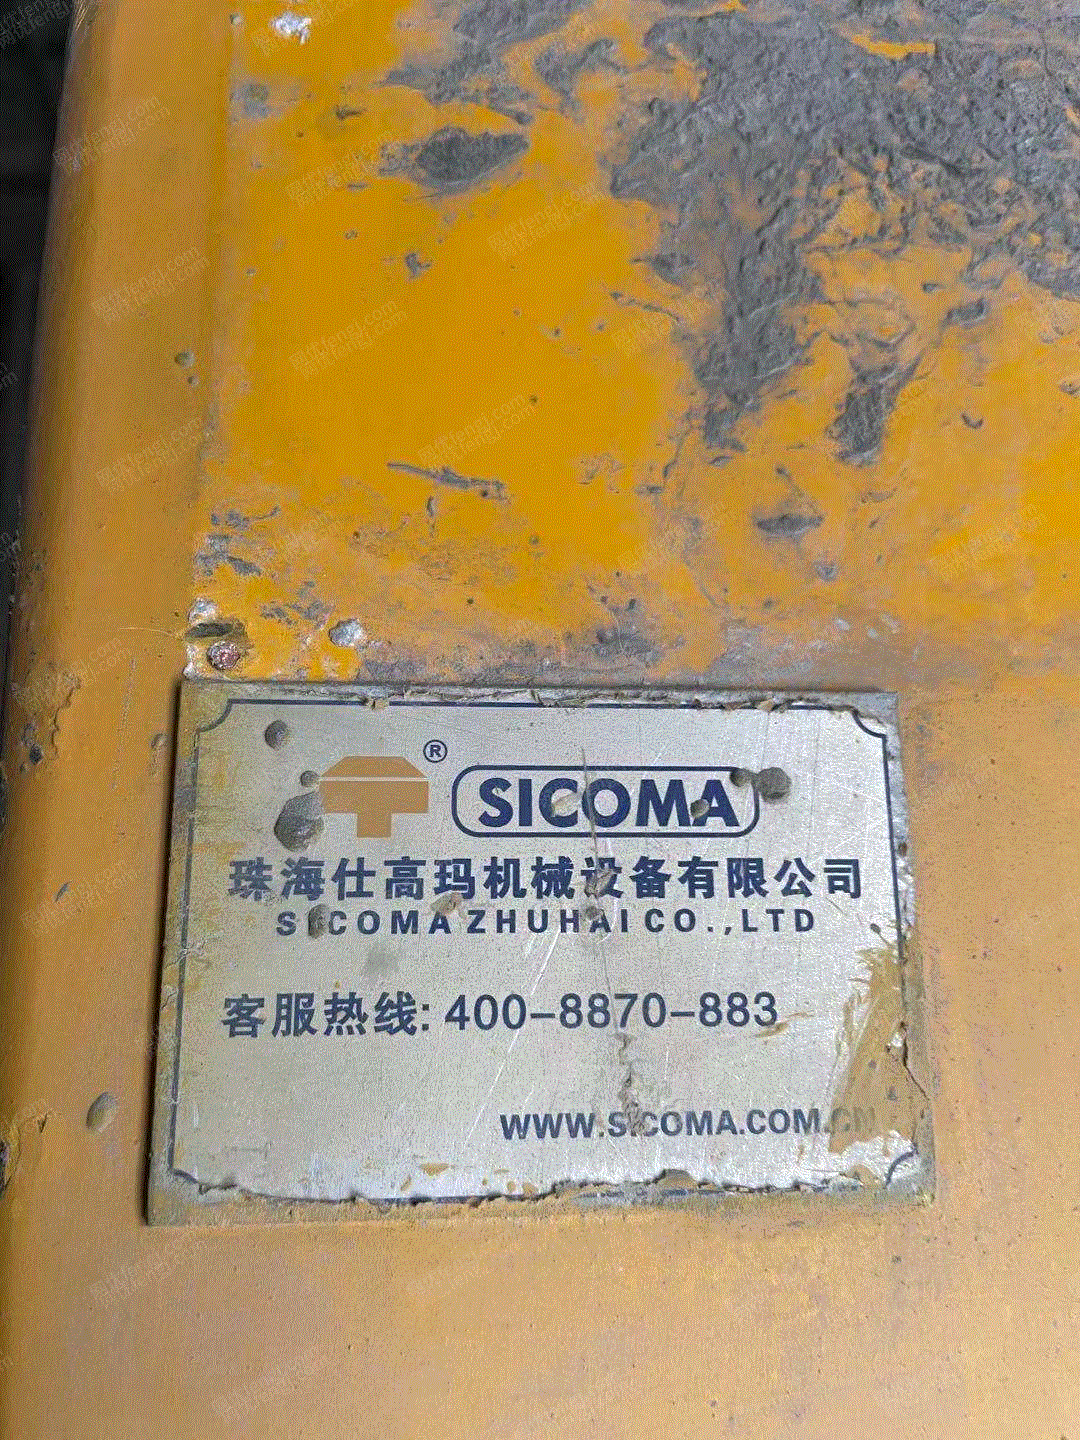 ®
SICOMA
珠海仕高玛机械设备有限公司
SICOMA ZHUHAI CO.,LTD
客服热线: 400-8870-883
WWW.SICOMA.COM.CN